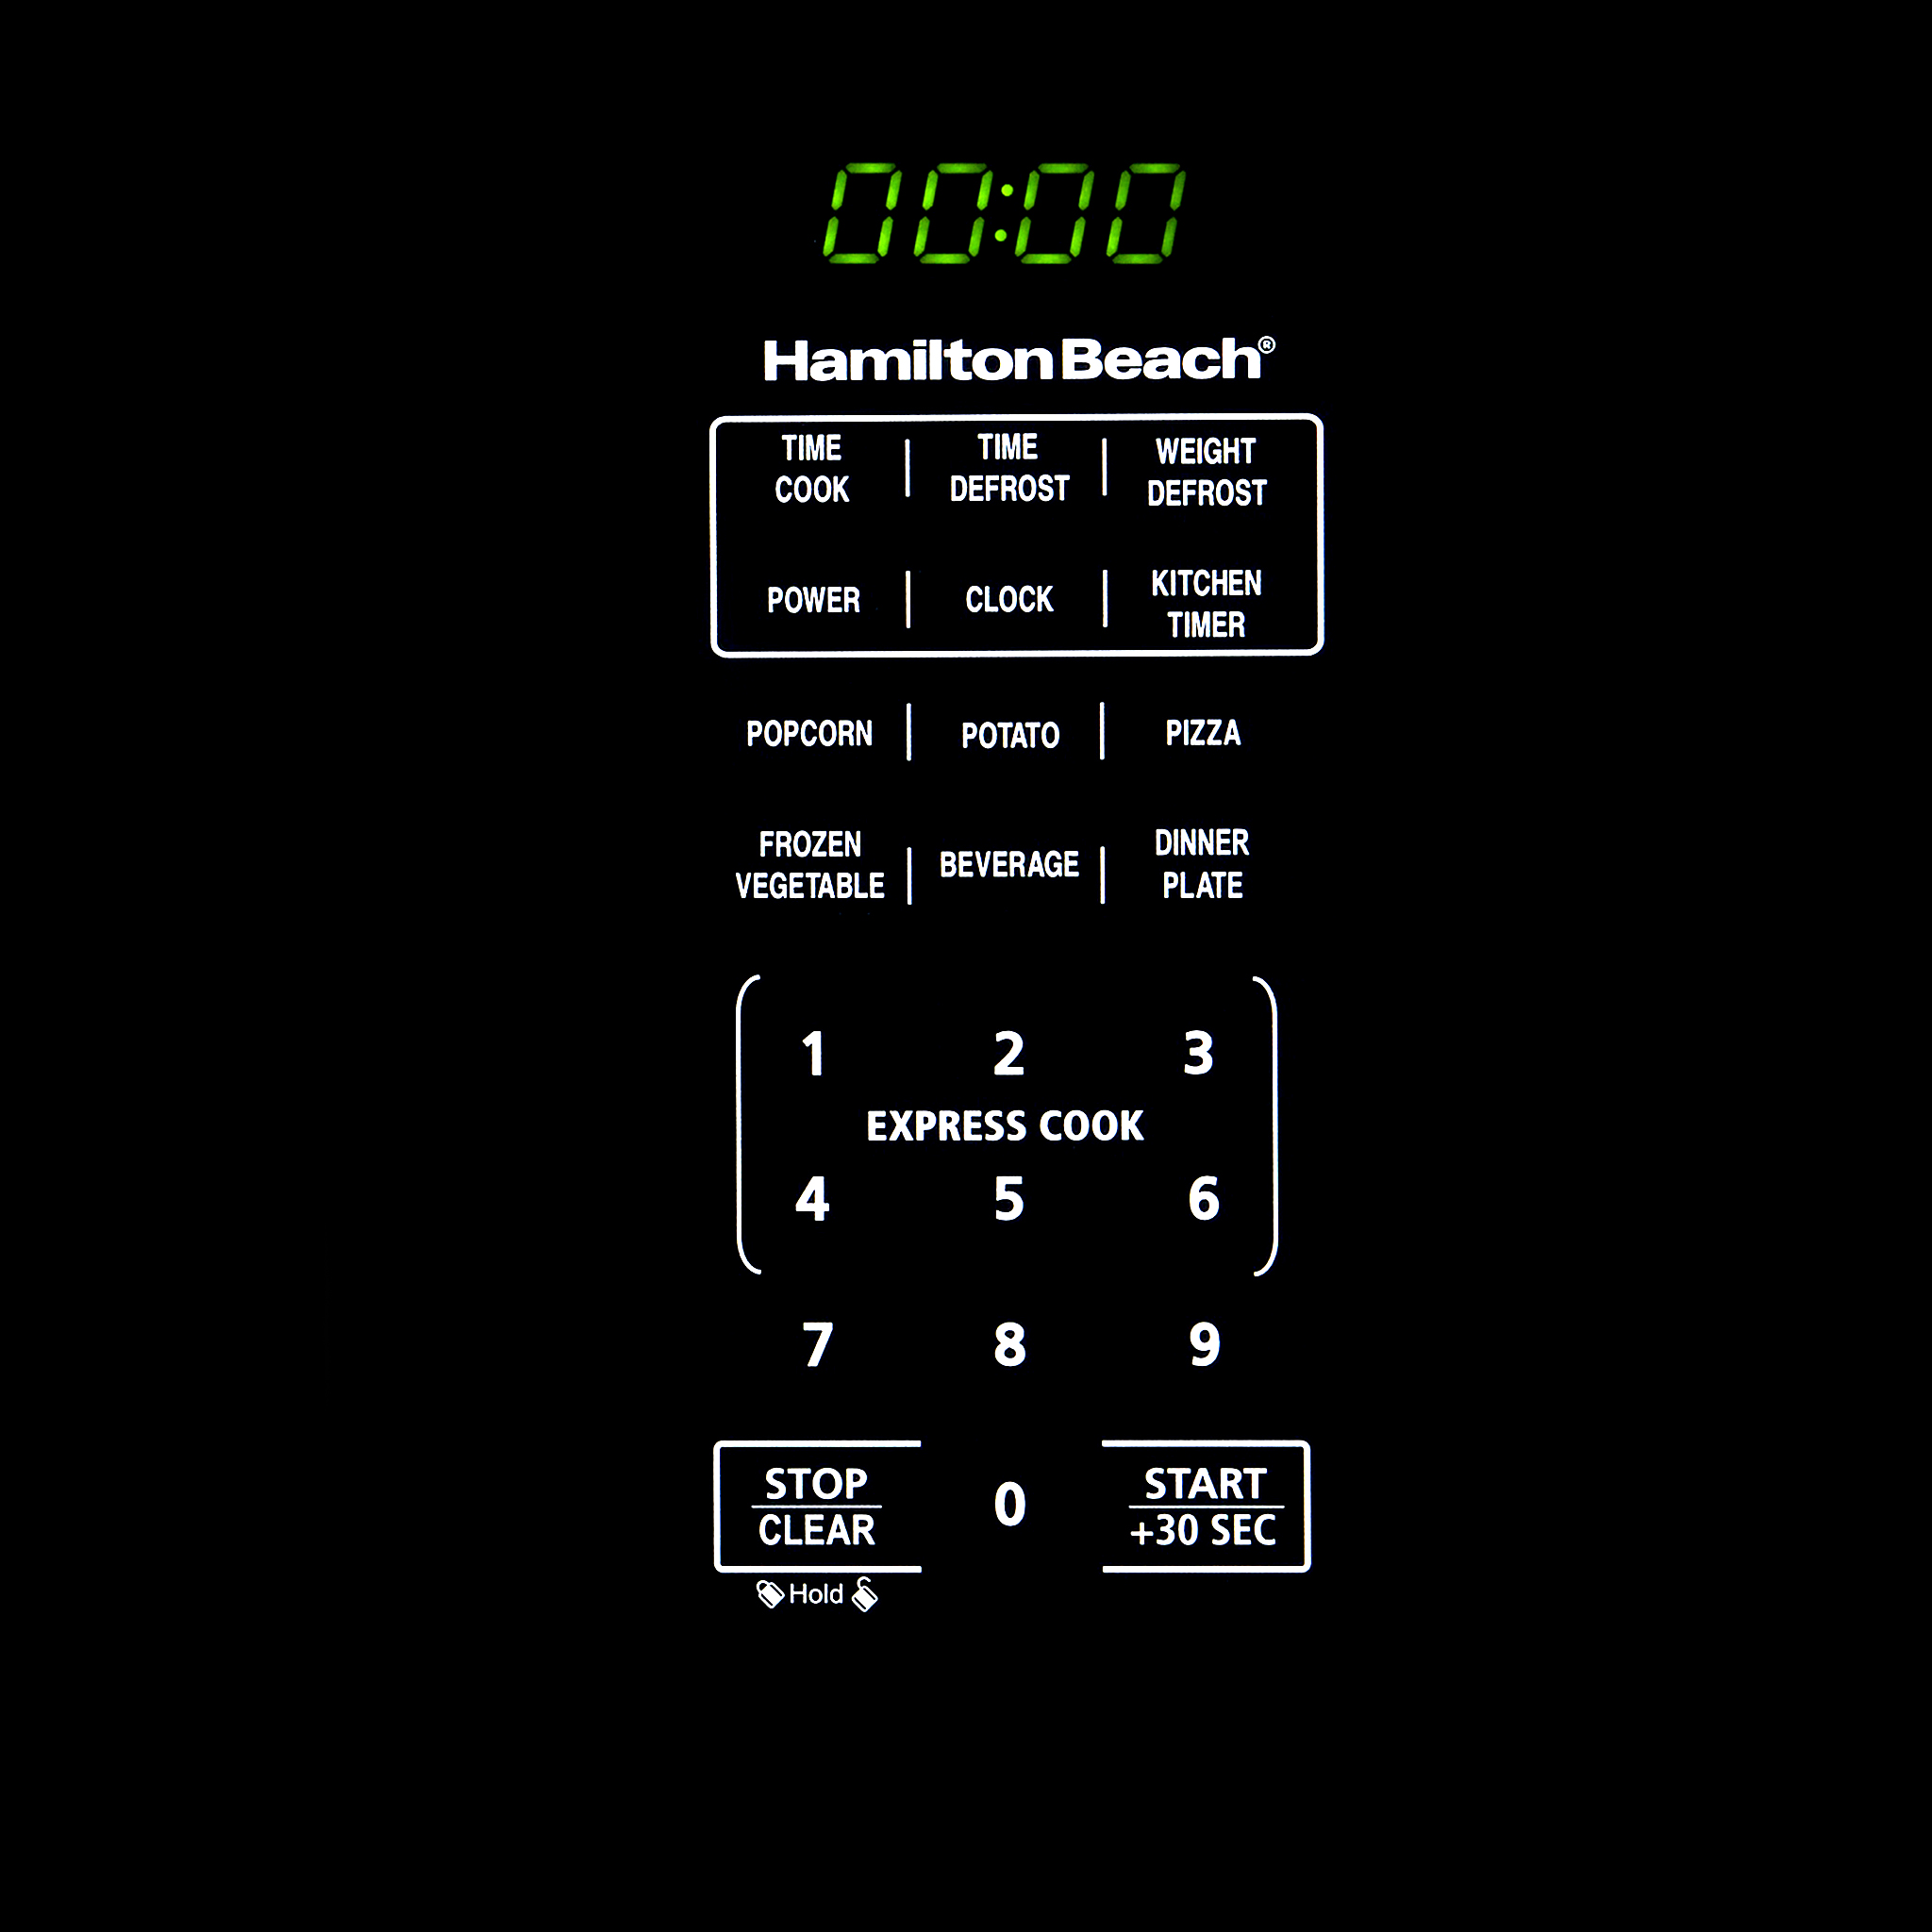 00:00
Hamilton Beach®
TIME COOK | TIME DEFROST | WEIGHT DEFROST
POWER | CLOCK | KITCHEN TIMER
POPCORN | POTATO | PIZZA
FROZEN VEGETABLE | BEVERAGE | DINNER PLATE
1 2 3
EXPRESS COOK
4 5 6
7 8 9
STOP CLEAR 0 START +30 SEC
Hold